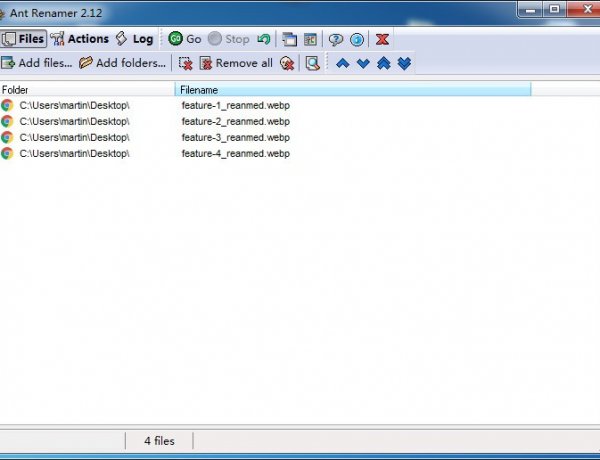 Ant Renamer 2.12
Files Actions Log Go Go Stop
Add files... Add folders... Remove all
Folder Filename
C:\Users\martin\Desktop\ feature-1_reanmed.webp
C:\Users\martin\Desktop\ feature-2_reanmed.webp
C:\Users\martin\Desktop\ feature-3_reanmed.webp
C:\Users\martin\Desktop\ feature-4_reanmed.webp
4 files